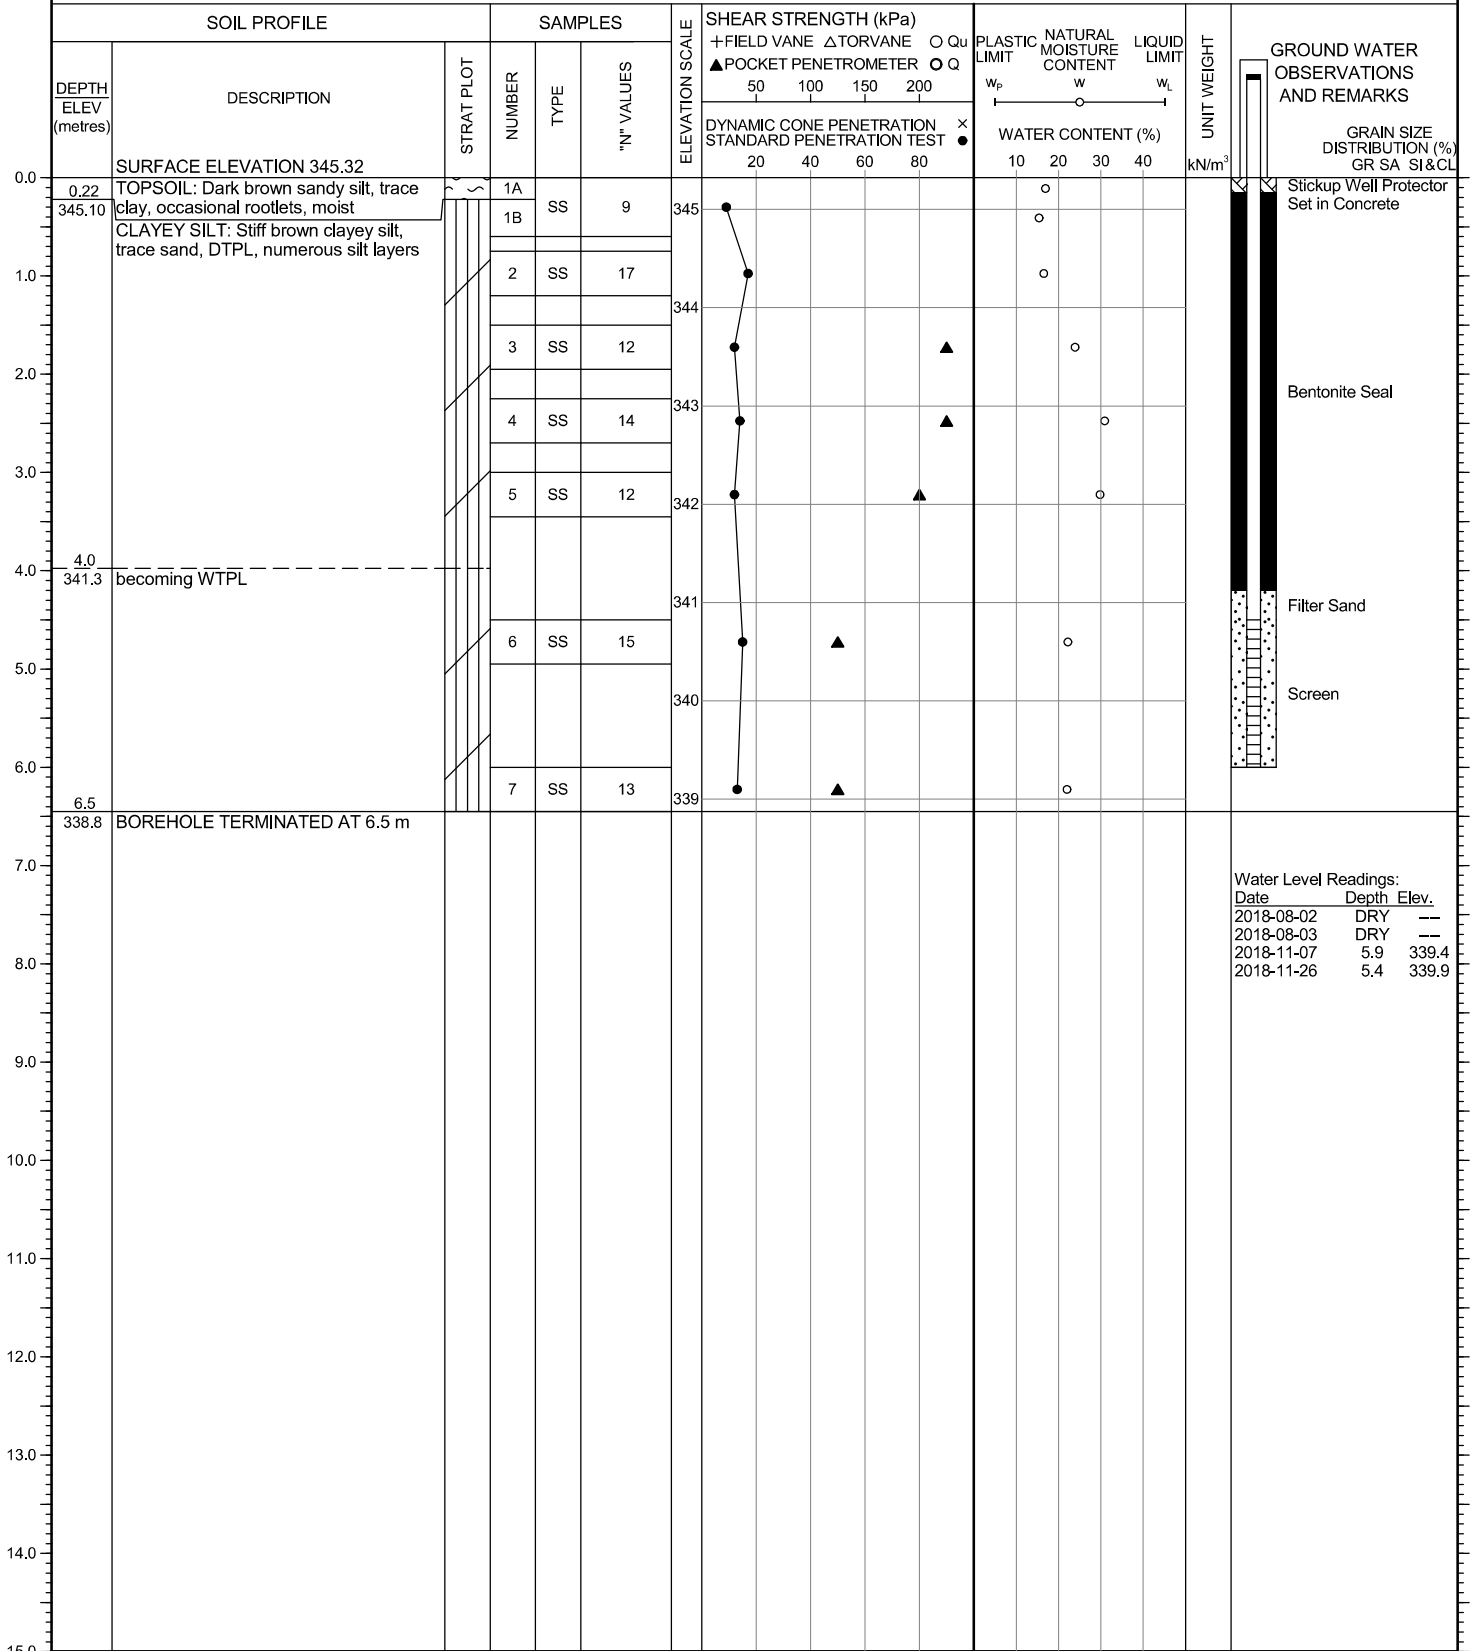 SOIL PROFILE
SAMPLES
DEPTH
ELEV
(metres)
DESCRIPTION
STRAT PLOT
NUMBER
TYPE
"N" VALUES
ELEVATION SCALE
SHEAR STRENGTH (kPa)
+FIELD VANE △TORVANE ○ Qu
▲POCKET PENETROMETER ○ Q
50 100 150 200
DYNAMIC CONE PENETRATION ×
STANDARD PENETRATION TEST ●
20 40 60 80
PLASTIC LIMIT
NATURAL MOISTURE CONTENT
LIQUID LIMIT
WP W WL
WATER CONTENT (%)
10 20 30 40
UNIT WEIGHT
kN/m³
GROUND WATER
OBSERVATIONS
AND REMARKS
GRAIN SIZE
DISTRIBUTION (%)
GR SA SI&CL
SURFACE ELEVATION 345.32
0.0
0.22
345.10
TOPSOIL: Dark brown sandy silt, trace
clay, occasional rootlets, moist
CLAYEY SILT: Stiff brown clayey silt,
trace sand, DTPL, numerous silt layers
1A
1B
SS
9
345
Stickup Well Protector
Set in Concrete
1.0
2 SS 17
344
3 SS 12
2.0
343
Bentonite Seal
4 SS 14
3.0
5 SS 12
342
4.0
4.0
341.3
becoming WTPL
341
Filter Sand
6 SS 15
5.0
340
Screen
6.0
7 SS 13
339
6.5
338.8
BOREHOLE TERMINATED AT 6.5 m
7.0
Water Level Readings:
Date Depth Elev.
2018-08-02 DRY ---
2018-08-03 DRY ---
2018-11-07 5.9 339.4
2018-11-26 5.4 339.9
8.0
9.0
10.0
11.0
12.0
13.0
14.0
15.0